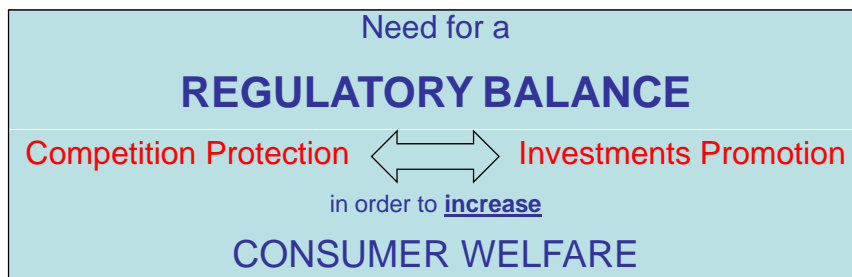 Need for a
REGULATORY BALANCE
Competition Protection Investments Promotion
in order to increase
CONSUMER WELFARE